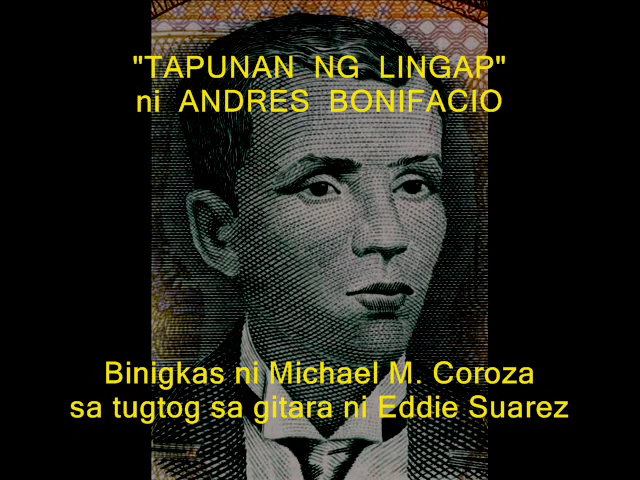 "TAPUNAN NG LINGAP"
ni ANDRES BONIFACIO
Binigkas ni Michael M. Coroza
sa tugtog sa gitara ni Eddie Suarez